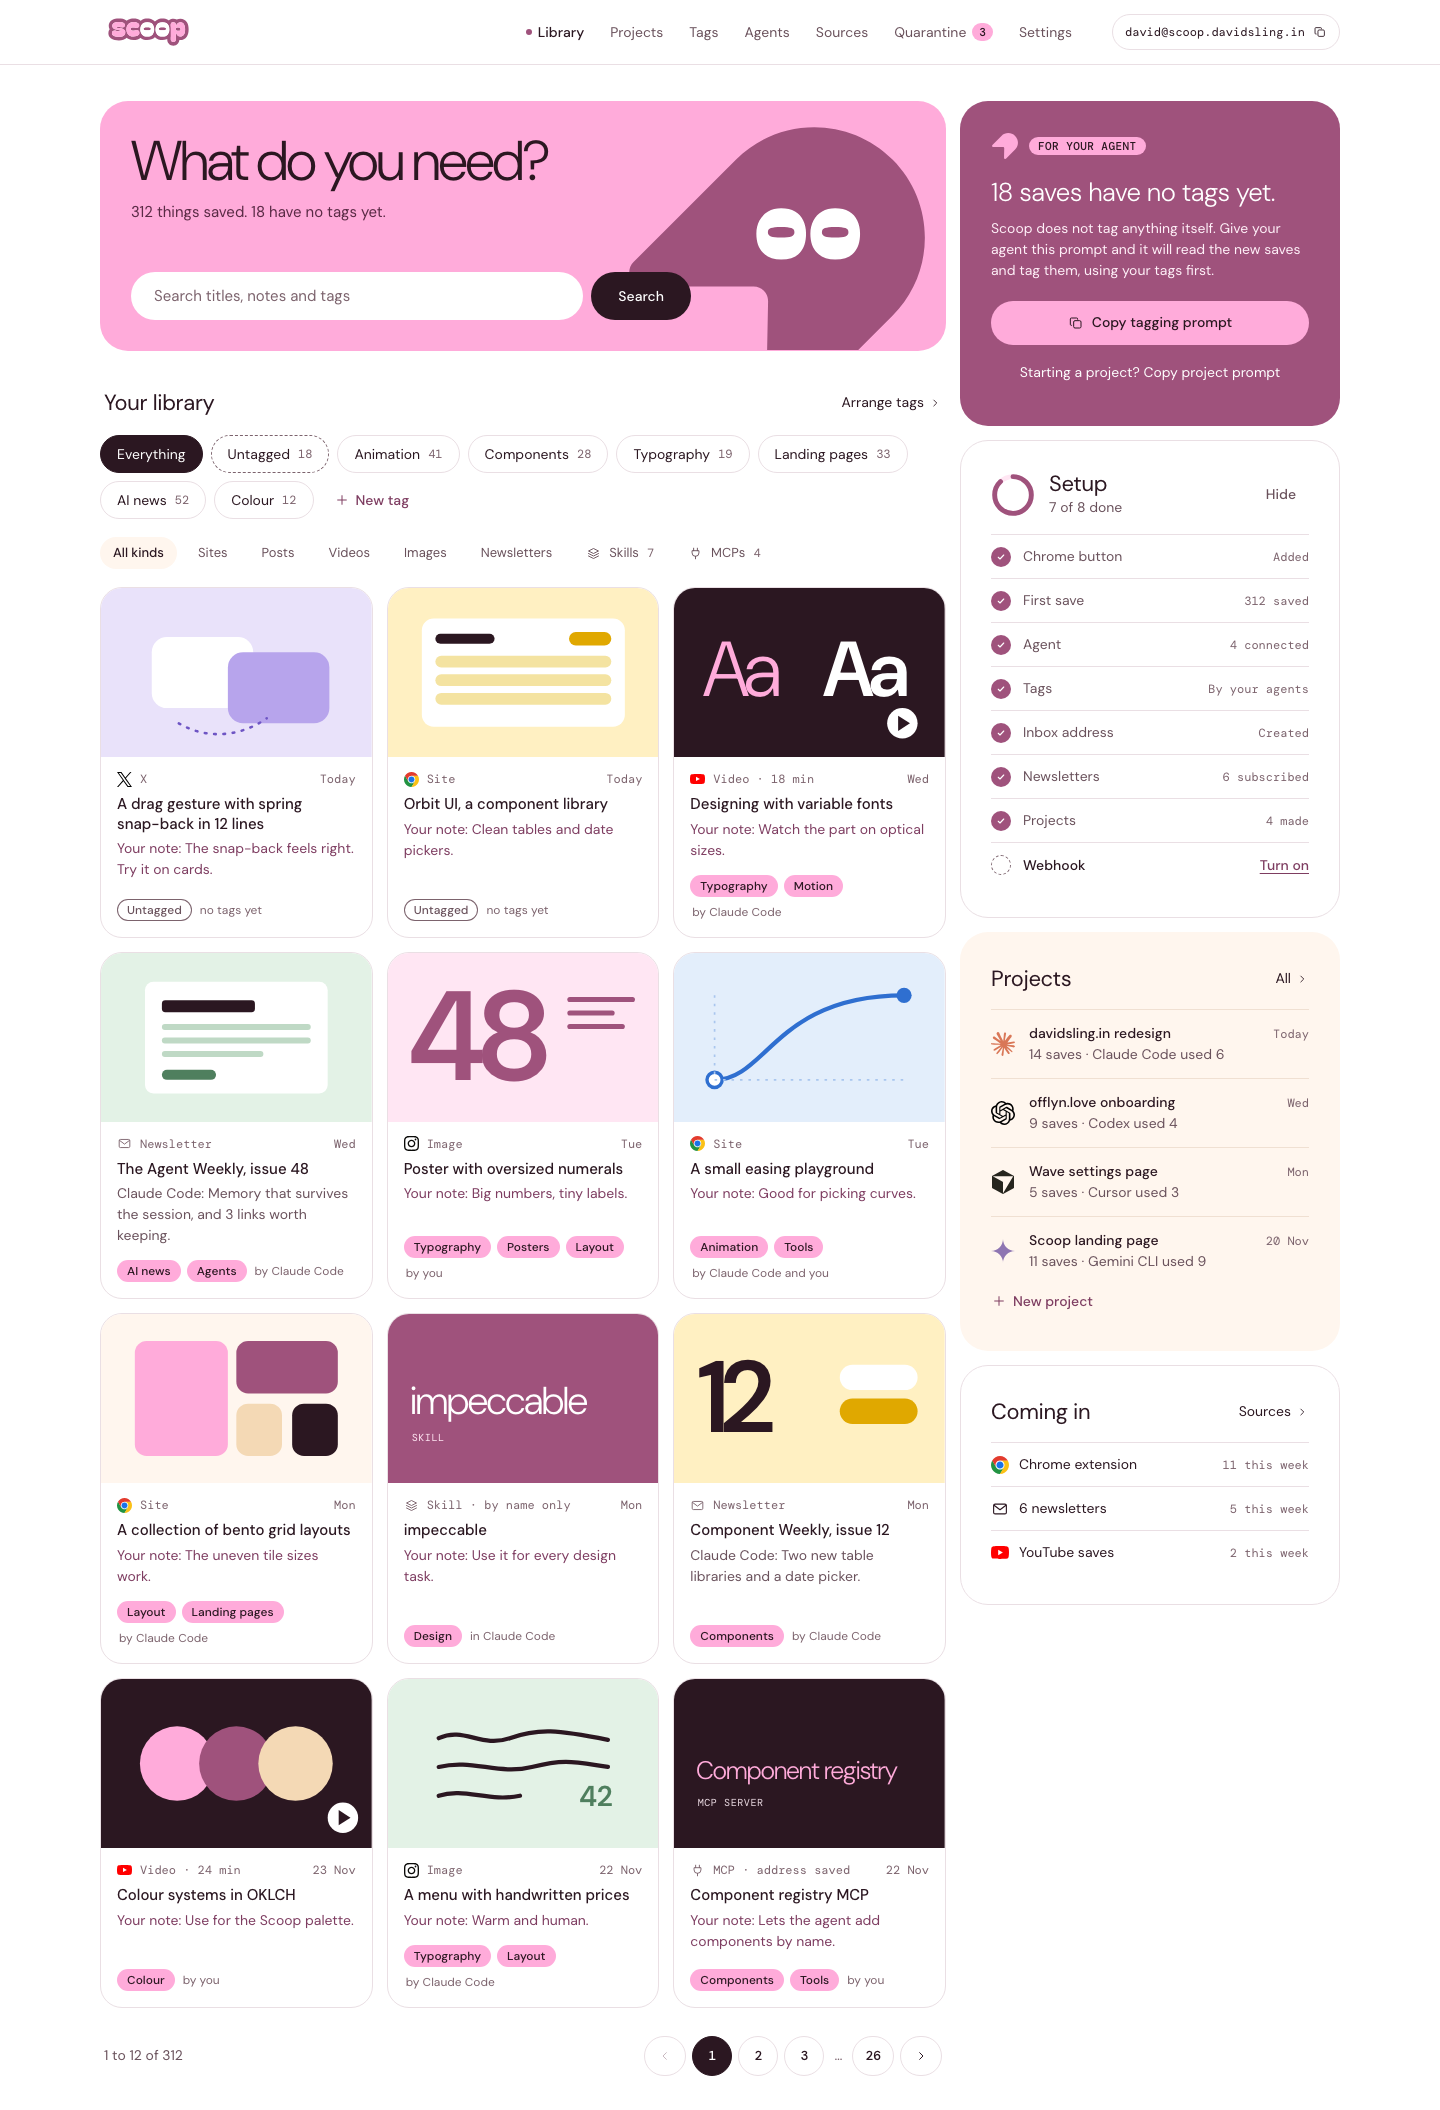 scoop
Library
Projects
Tags
Agents
Sources
Quarantine 3
Settings
david@scoop.davidsling.in
What do you need?
312 things saved. 18 have no tags yet.
Search titles, notes and tags
Search
FOR YOUR AGENT
18 saves have no tags yet.
Scoop does not tag anything itself. Give your
agent this prompt and it will read the new saves
and tag them, using your tags first.
Copy tagging prompt
Starting a project? Copy project prompt
Your library
Arrange tags
Everything
Untagged 18
Animation 41
Components 28
Typography 19
Landing pages 33
AI news 52
Colour 12
New tag
All kinds
Sites
Posts
Videos
Images
Newsletters
Skills 7
MCPs 4
X Today
A drag gesture with spring
snap-back in 12 lines
Your note: The snap-back feels right.
Try it on cards.
Untagged no tags yet
Site Today
Orbit UI, a component library
Your note: Clean tables and date
pickers.
Untagged no tags yet
Aa Aa
Video · 18 min Wed
Designing with variable fonts
Your note: Watch the part on optical
sizes.
Typography Motion
by Claude Code
Newsletter Wed
The Agent Weekly, issue 48
Claude Code: Memory that survives
the session, and 3 links worth
keeping.
AI news Agents by Claude Code
48
Image Tue
Poster with oversized numerals
Your note: Big numbers, tiny labels.
Typography Posters Layout
by you
Site Tue
A small easing playground
Your note: Good for picking curves.
Animation Tools
by Claude Code and you
Site Mon
A collection of bento grid layouts
Your note: The uneven tile sizes
work.
Layout Landing pages
by Claude Code
impeccable
SKILL
Skill · by name only Mon
impeccable
Your note: Use it for every design
task.
Design in Claude Code
12
Newsletter Mon
Component Weekly, issue 12
Claude Code: Two new table
libraries and a date picker.
Components by Claude Code
Video · 24 min 23 Nov
Colour systems in OKLCH
Your note: Use for the Scoop palette.
Colour by you
42
Image 22 Nov
A menu with handwritten prices
Your note: Warm and human.
Typography Layout
by Claude Code
Component registry
MCP SERVER
MCP · address saved 22 Nov
Component registry MCP
Your note: Lets the agent add
components by name.
Components Tools by you
1 to 12 of 312
1 2 3 … 26
Setup
7 of 8 done
Hide
Chrome button Added
First save 312 saved
Agent 4 connected
Tags By your agents
Inbox address Created
Newsletters 6 subscribed
Projects 4 made
Webhook Turn on
Projects
All
davidsling.in redesign Today
14 saves · Claude Code used 6
offlyn.love onboarding Wed
9 saves · Codex used 4
Wave settings page Mon
5 saves · Cursor used 3
Scoop landing page 20 Nov
11 saves · Gemini CLI used 9
New project
Coming in
Sources
Chrome extension 11 this week
6 newsletters 5 this week
YouTube saves 2 this week